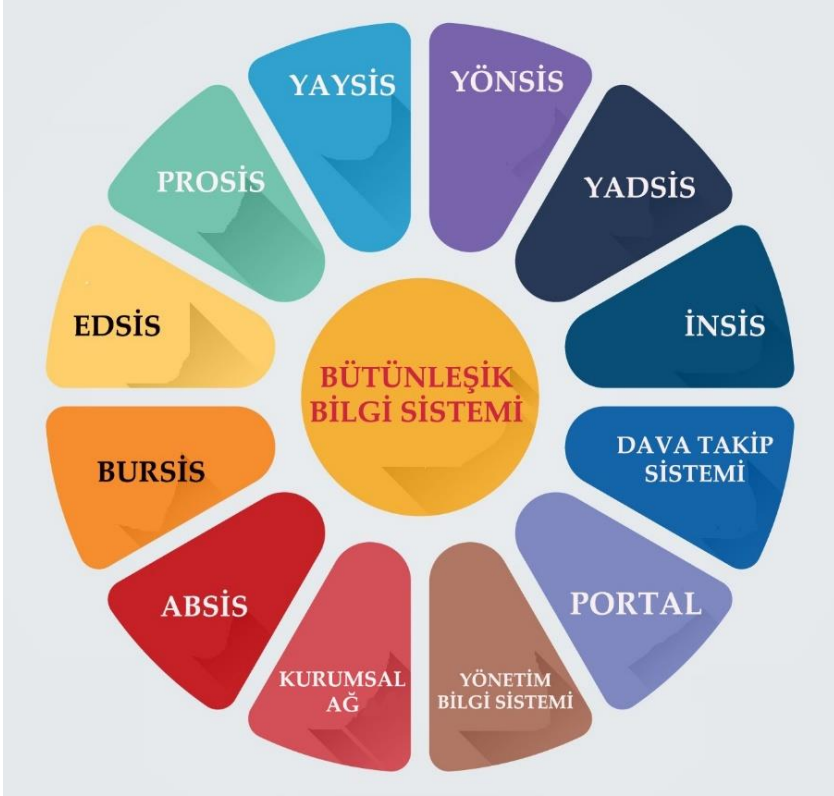 YAYSİS
YÖNSİS
PROSİS
YADSİS
EDSİS
İNSİS
BÜTÜNLEŞİK
BİLGİ SİSTEMİ
BURSİS
DAVA TAKİP
SİSTEMİ
ABSİS
PORTAL
KURUMSAL
AĞ
YÖNETİM
BİLGİ SİSTEMİ